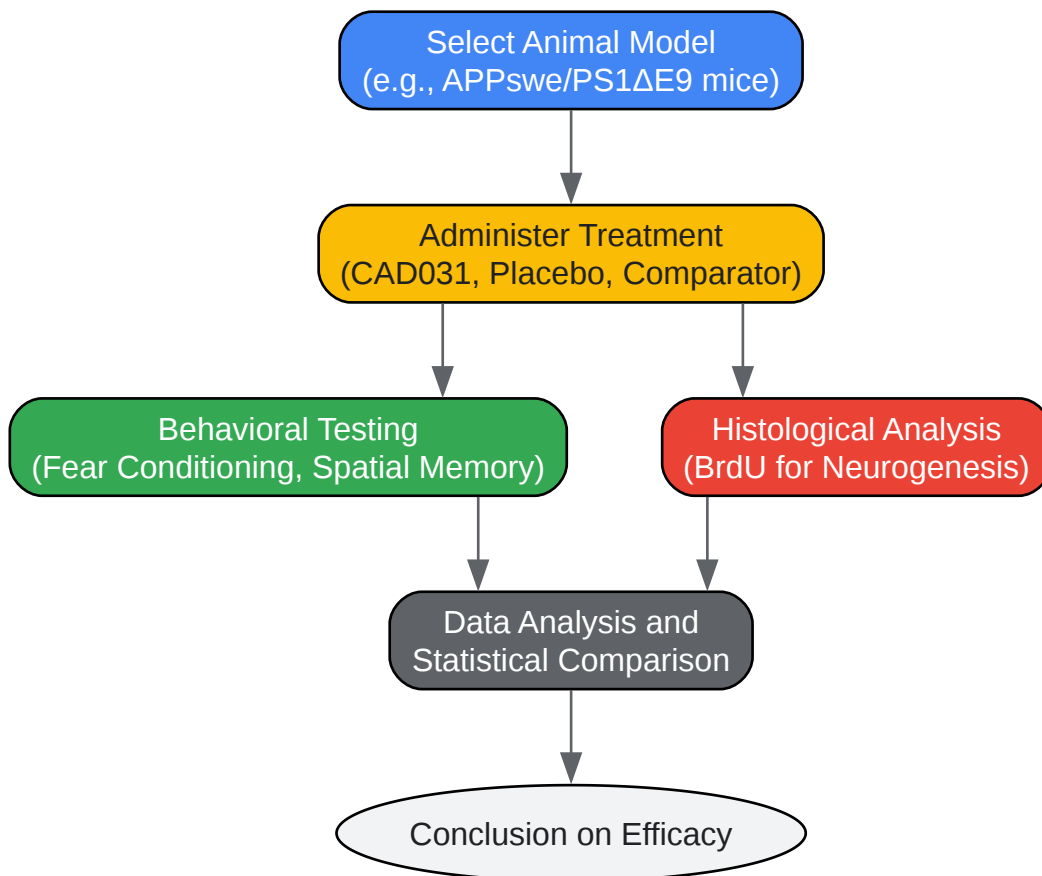 Select Animal Model
(e.g., APPswe/PS1ΔE9 mice)
Administer Treatment
(CAD031, Placebo, Comparator)
Behavioral Testing
(Fear Conditioning, Spatial Memory)
Histological Analysis
(BrdU for Neurogenesis)
Data Analysis and
Statistical Comparison
Conclusion on Efficacy